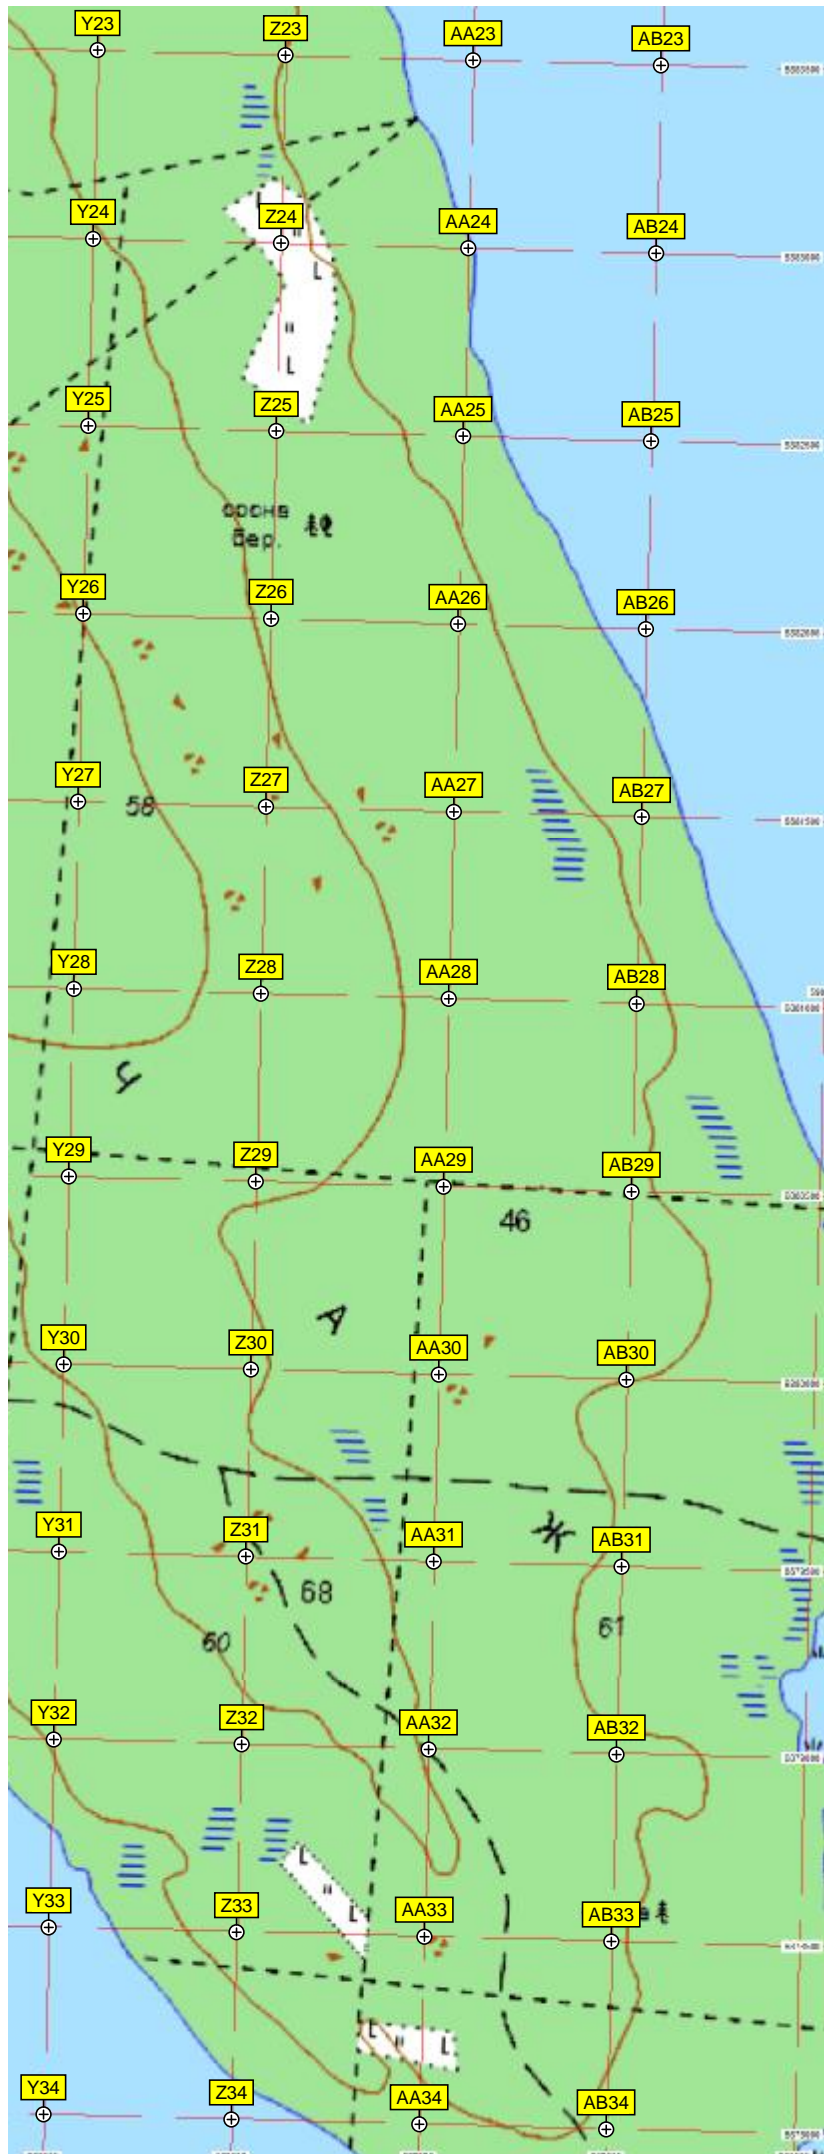 Y23 Z23 AA23 AB23
Y24 Z24 AA24 AB24
L
L
L
Y25 Z25 AA25 AB25
бер.
Y26 Z26 AA26 AB26
Y27 Z27 AA27 AB27
58
Y28 Z28 AA28 AB28
Y29 Z29 AA29 AB29
46
А
Y30 Z30 AA30 AB30
Y31 Z31 AA31 AB31
Ж
68
60
61
Y32 Z32 AA32 AB32
L
L
Y33 Z33 AA33 AB33
L
L
Y34 Z34 AA34 AB34